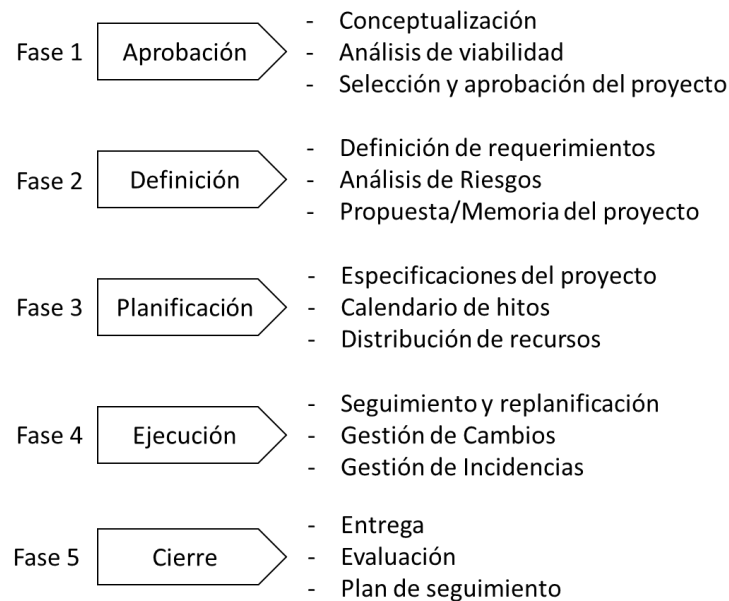 Fase 1
Aprobación
- Conceptualización
- Análisis de viabilidad
- Selección y aprobación del proyecto
Fase 2
Definición
- Definición de requerimientos
- Análisis de Riesgos
- Propuesta/Memoria del proyecto
Fase 3
Planificación
- Especificaciones del proyecto
- Calendario de hitos
- Distribución de recursos
Fase 4
Ejecución
- Seguimiento y replanificación
- Gestión de Cambios
- Gestión de Incidencias
Fase 5
Cierre
- Entrega
- Evaluación
- Plan de seguimiento